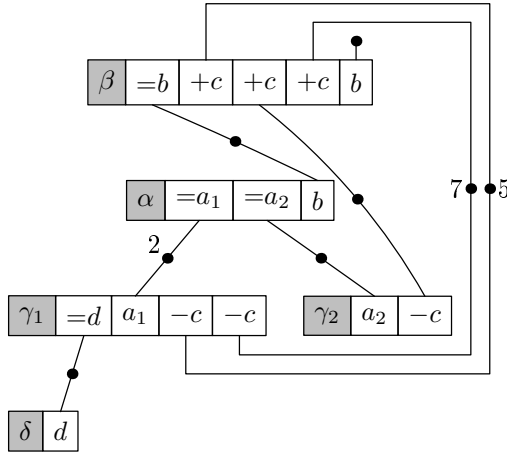 β =b +c +c +c b
α =a₁ =a₂ b
7 5
2
γ₁ =d a₁ −c −c
γ₂ a₂ −c
δ d